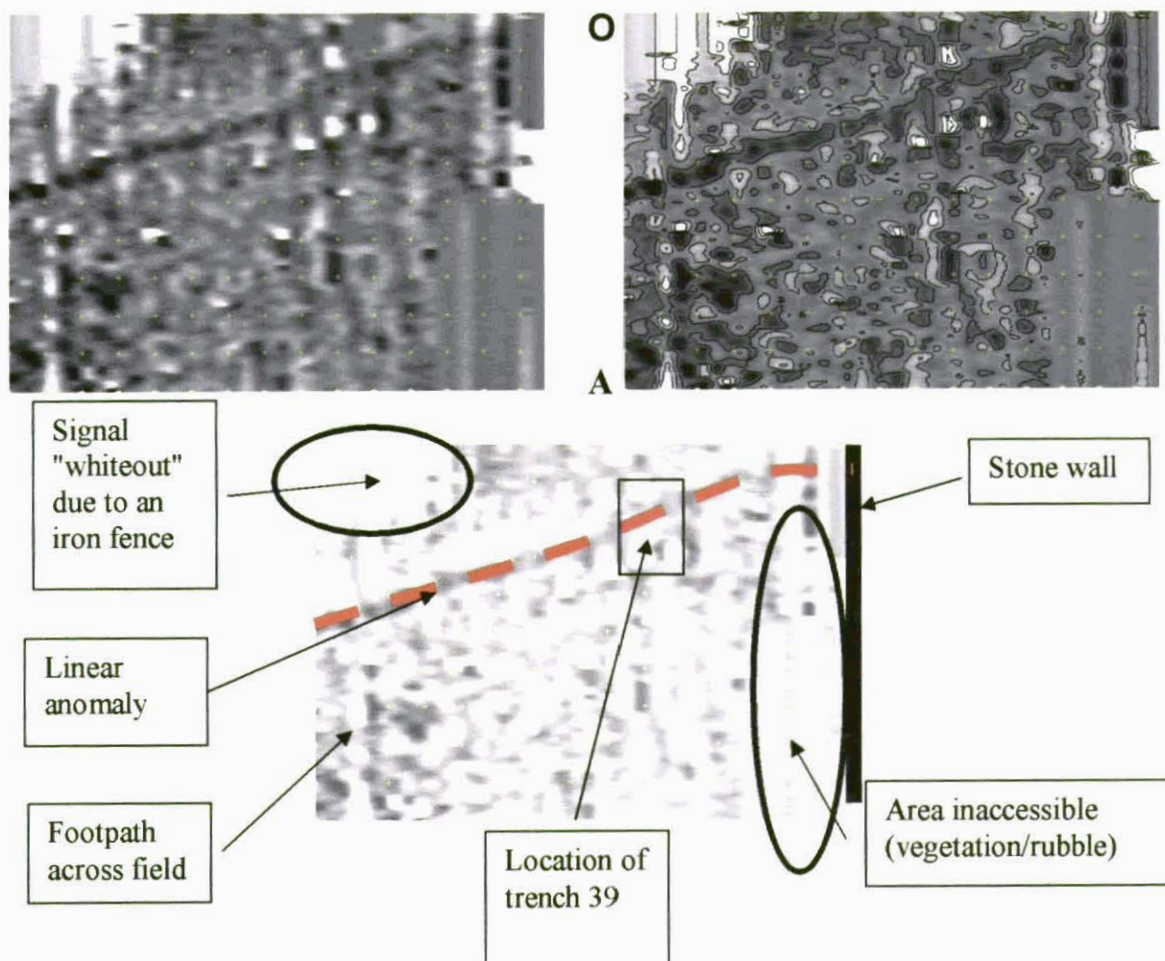 O
A
Signal
"whiteout"
due to an
iron fence
Stone wall
Linear
anomaly
Footpath
across field
Location of
trench 39
Area inaccessible
(vegetation/rubble)